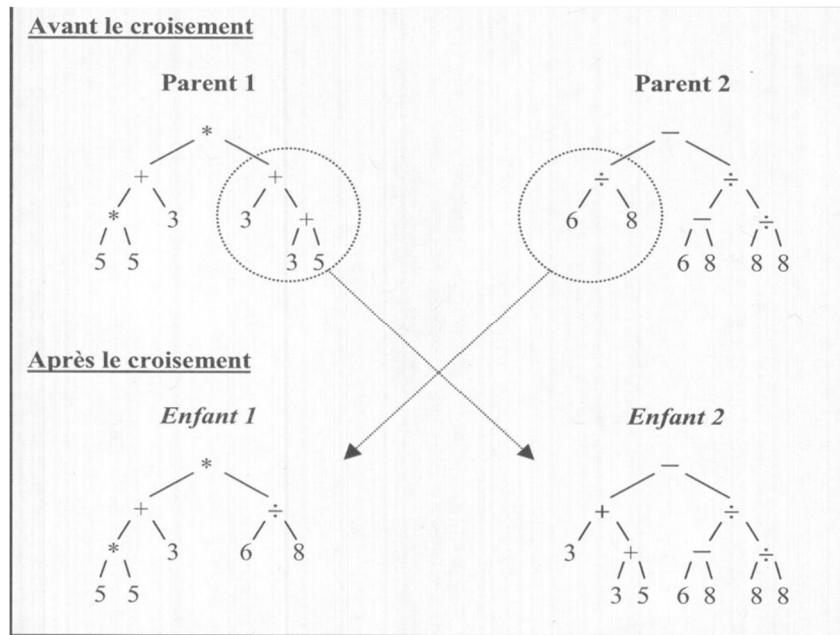 Avant le croisement
Parent 1 Parent 2
* −
+ + ÷ ÷
* 3 3 + 6 8 − ÷
5 5 3 5 6 8 8 8
Après le croisement
Enfant 1 Enfant 2
* −
+ ÷ + ÷
* 3 6 8 3 + − ÷
5 5 3 5 6 8 8 8